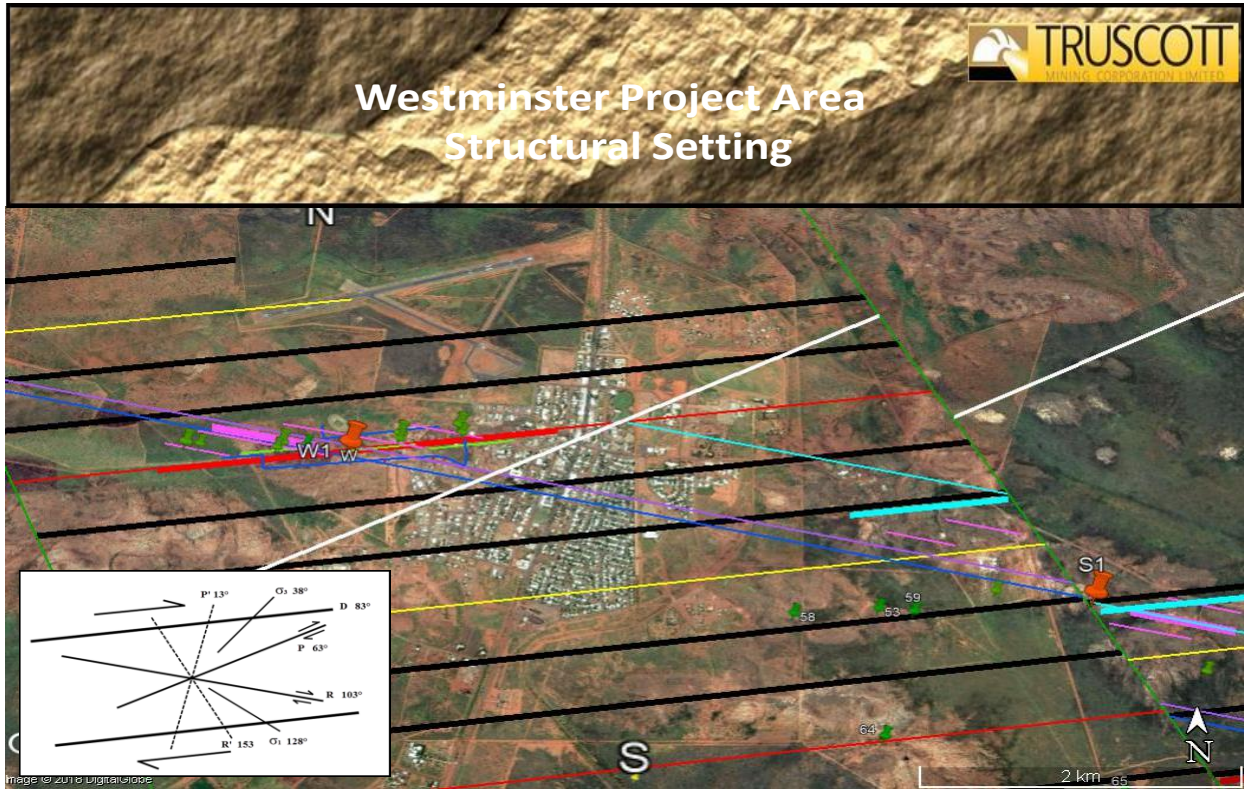 TRUSCOTT
MINING CORPORATION LIMITED
Westminster Project Area
Structural Setting
N
W1
W
S1
59
53
58
64
65
S
P' 13°
σ₃ 38°
D 83°
P 63°
R 103°
σ₁ 128°
R' 153
N
2 km
mage © 2018 DigitalGlobe